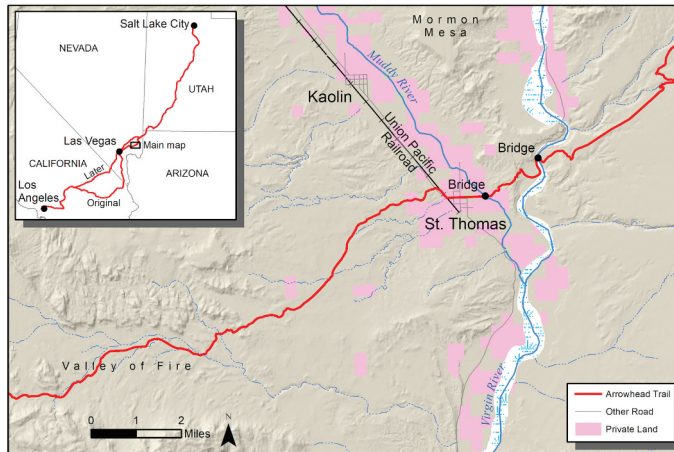 Salt Lake City
NEVADA
UTAH
Las Vegas
Main map
CALIFORNIA
Later
ARIZONA
Los
Angeles
Original
Mormon
Mesa
Muddy River
Kaolin
Union Pacific
Railroad
Bridge
Bridge
St. Thomas
Valley of Fire
Virgin River
0 1 2
Miles
N
Arrowhead Trail
Other Road
Private Land